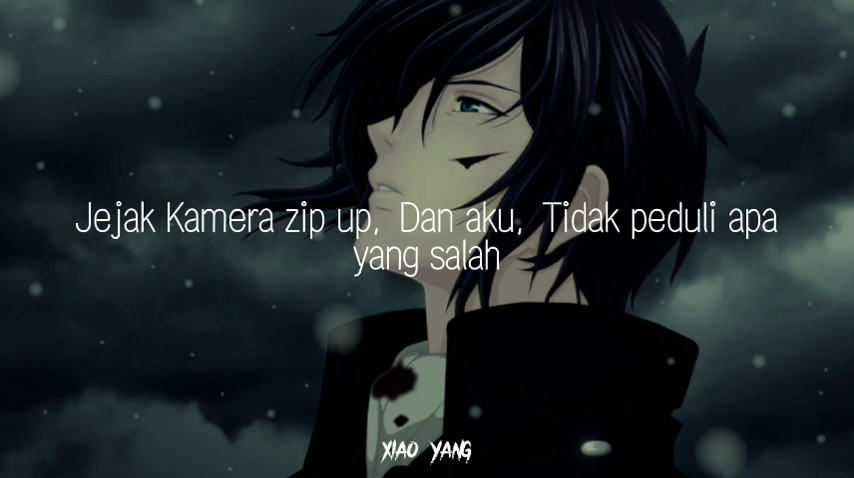 Jejak Kamera zip up, Dan aku, Tidak peduli apa
yang salah
XIAO YANG